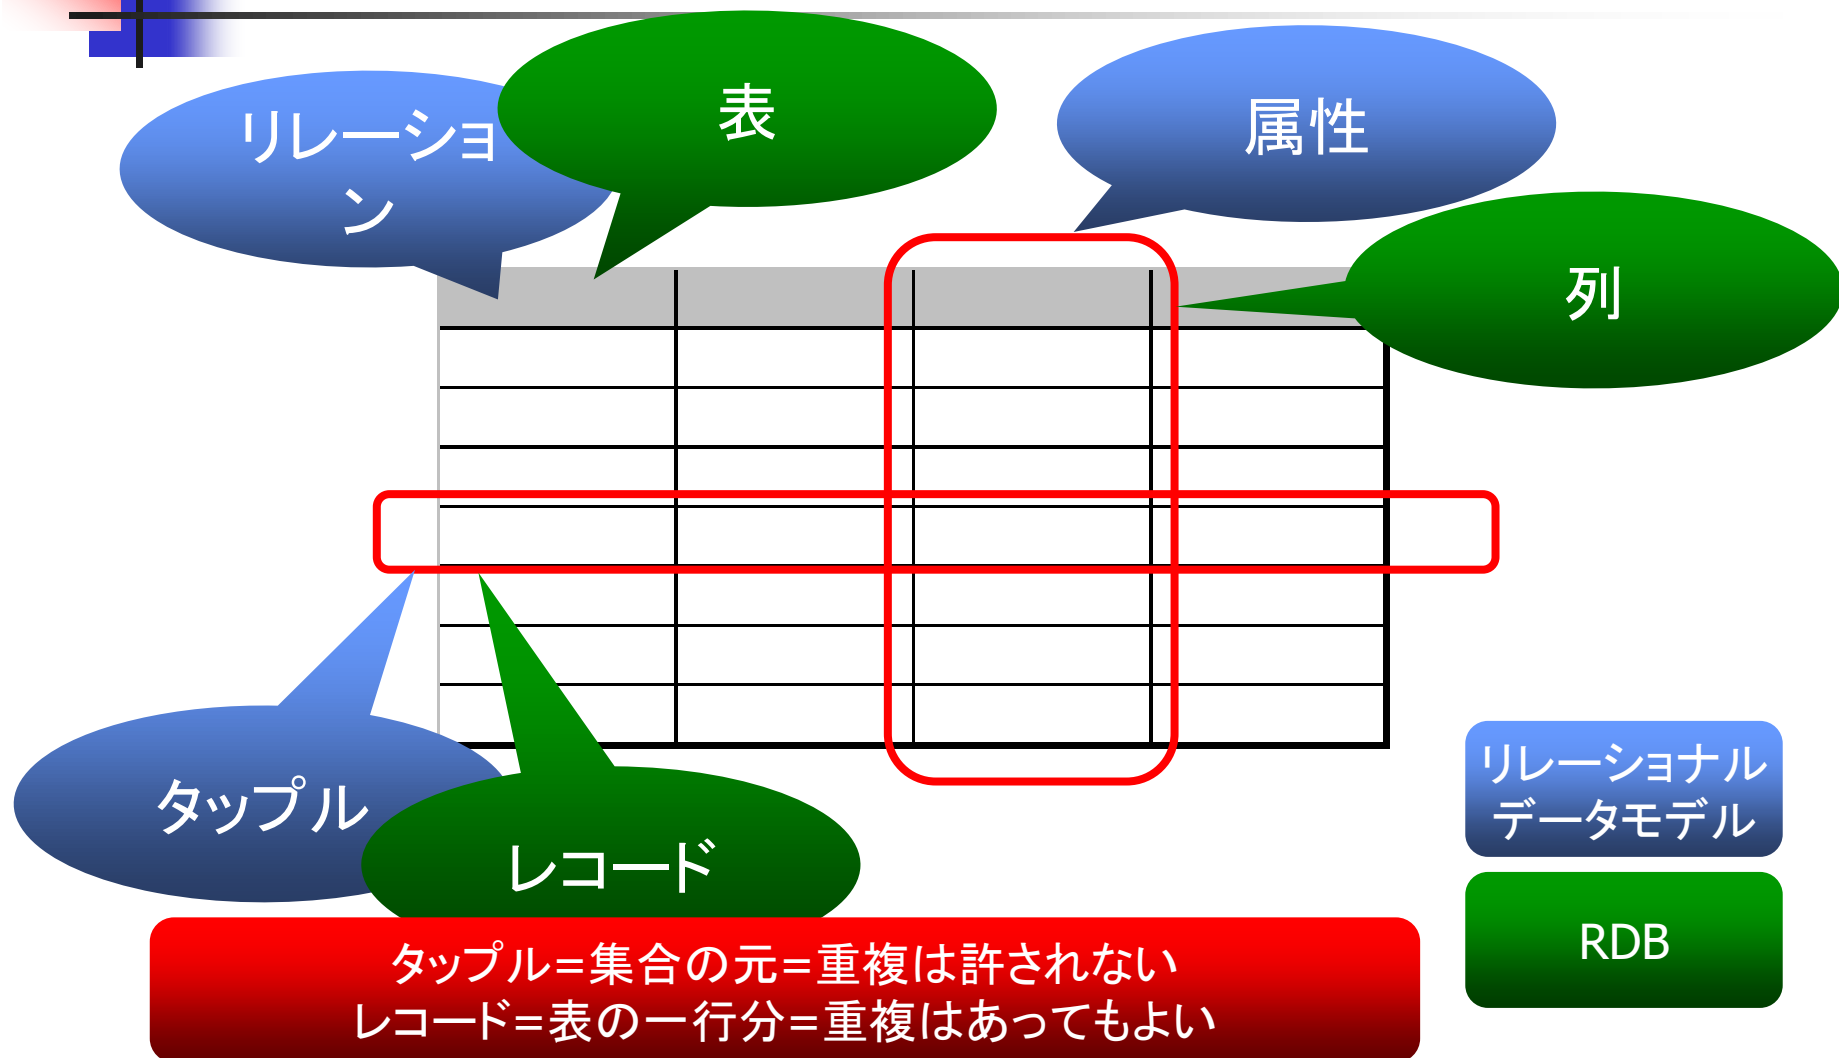 リレーショ
ン
表
属性
列
タップル
レコード
リレーショナル
データモデル
RDB
タップル=集合の元=重複は許されない
レコード=表の一行分=重複はあってもよい